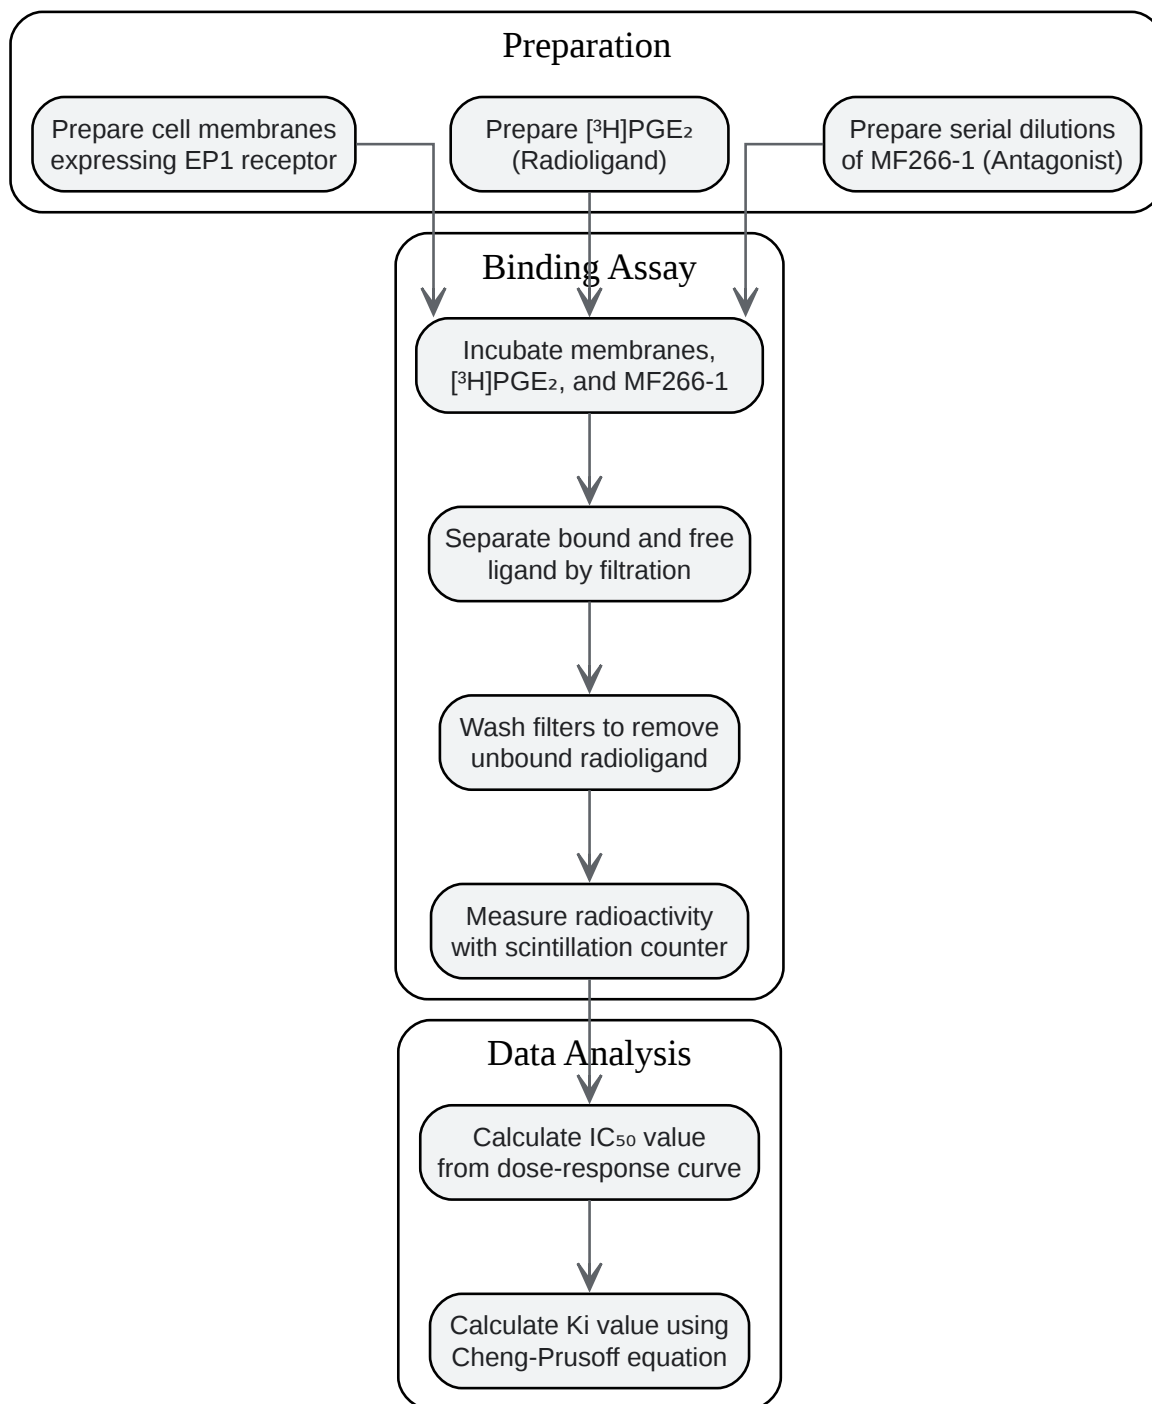 Preparation
Prepare cell membranes
expressing EP1 receptor
Prepare [³H]PGE₂
(Radioligand)
Prepare serial dilutions
of MF266-1 (Antagonist)
Binding Assay
Incubate membranes,
[³H]PGE₂, and MF266-1
Separate bound and free
ligand by filtration
Wash filters to remove
unbound radioligand
Measure radioactivity
with scintillation counter
Data Analysis
Calculate IC₅₀ value
from dose-response curve
Calculate Ki value using
Cheng-Prusoff equation